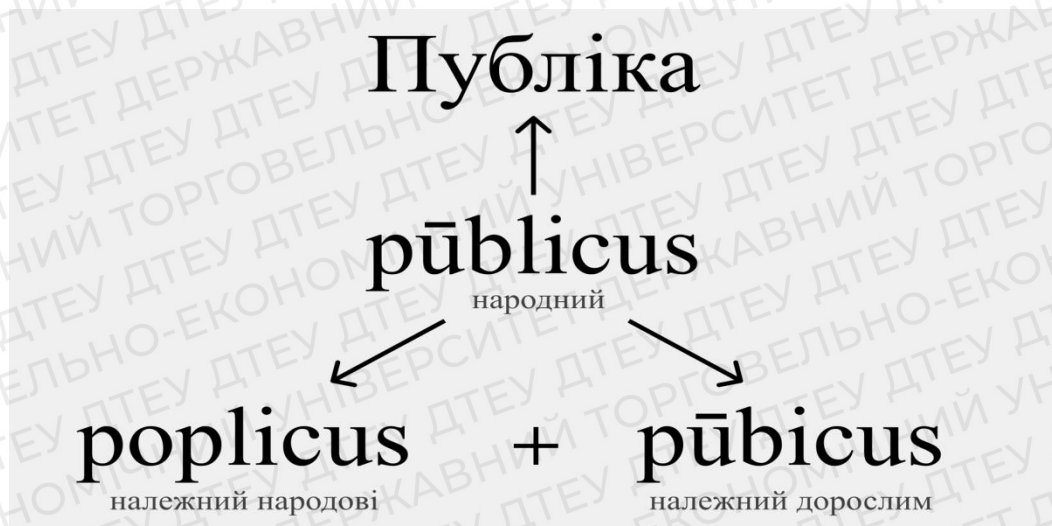 Публіка
pūblicus
народний
poplicus + pūbicus
належний народові належний дорослим